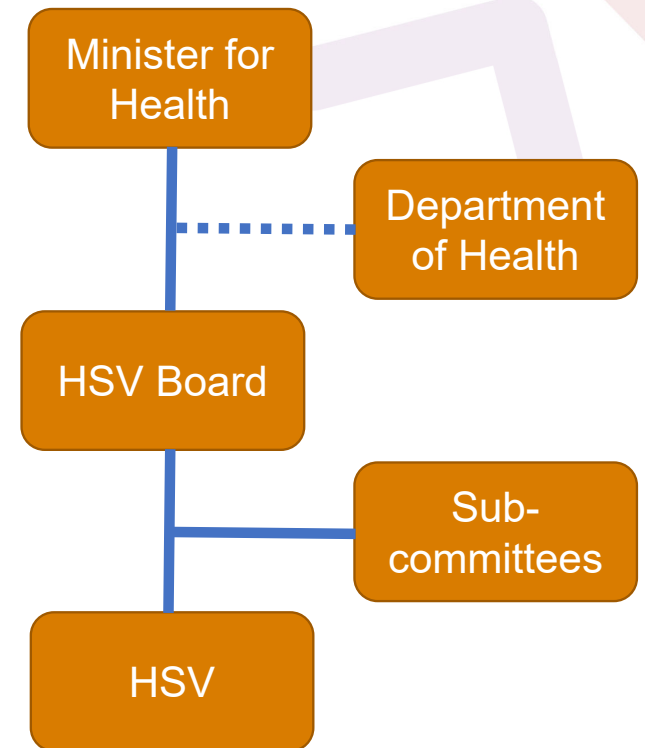 Minister for
Health
Department
of Health
HSV Board
Sub-
committees
HSV